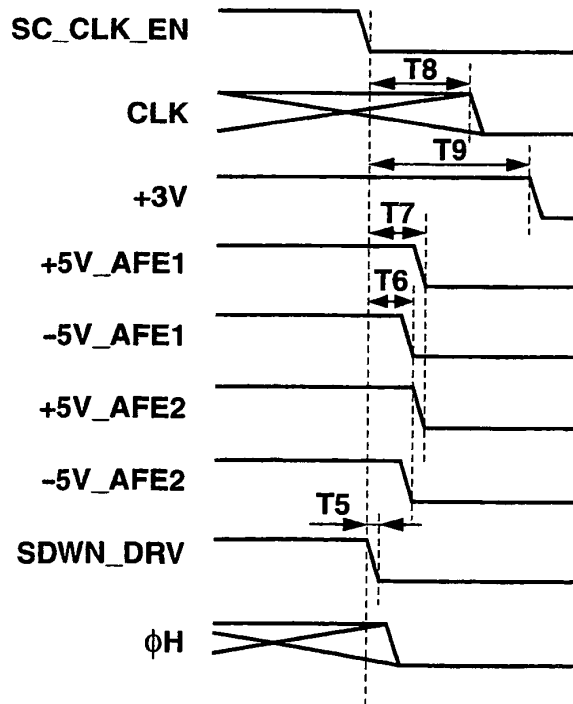 SC_CLK_EN
T8
CLK
T9
+3V
T7
+5V_AFE1
T6
-5V_AFE1
+5V_AFE2
-5V_AFE2
T5
SDWN_DRV
ϕH